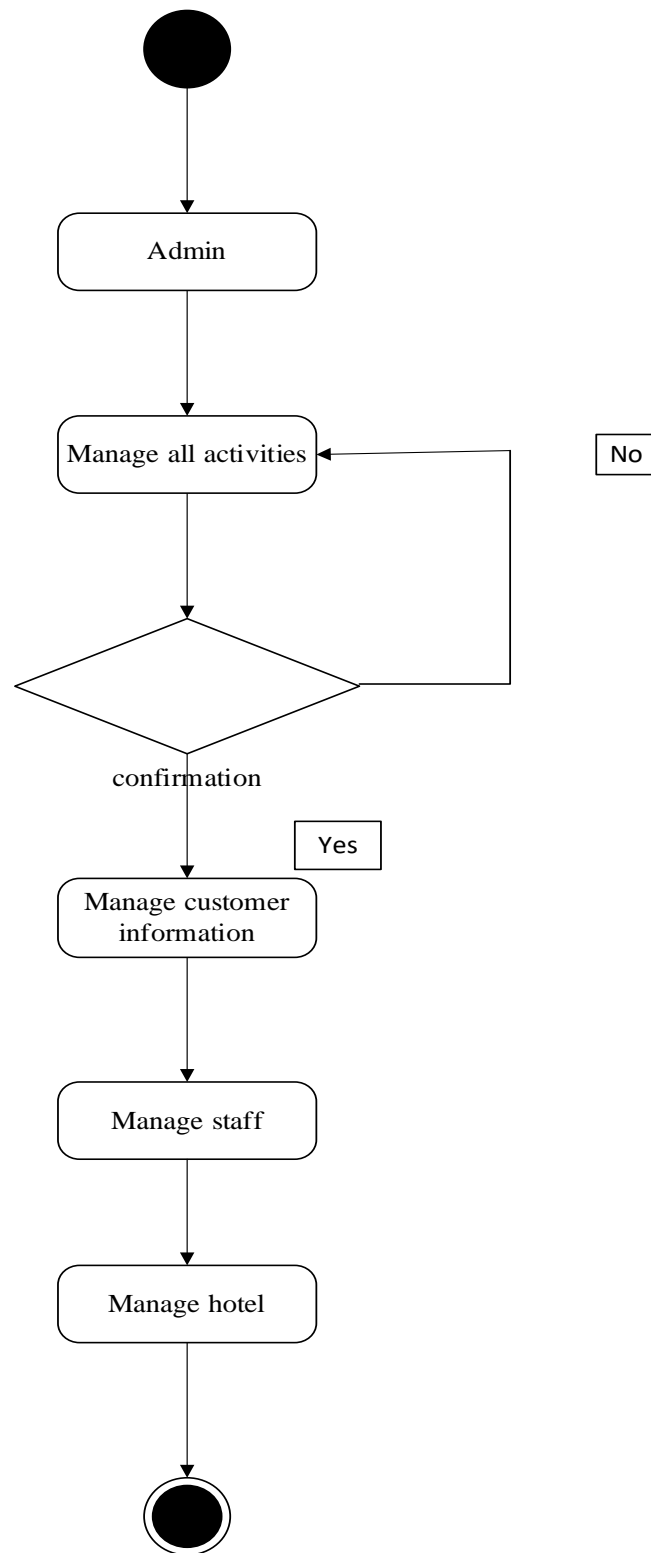 Admin
Manage all activities
No
confirmation
Yes
Manage customer
information
Manage staff
Manage hotel